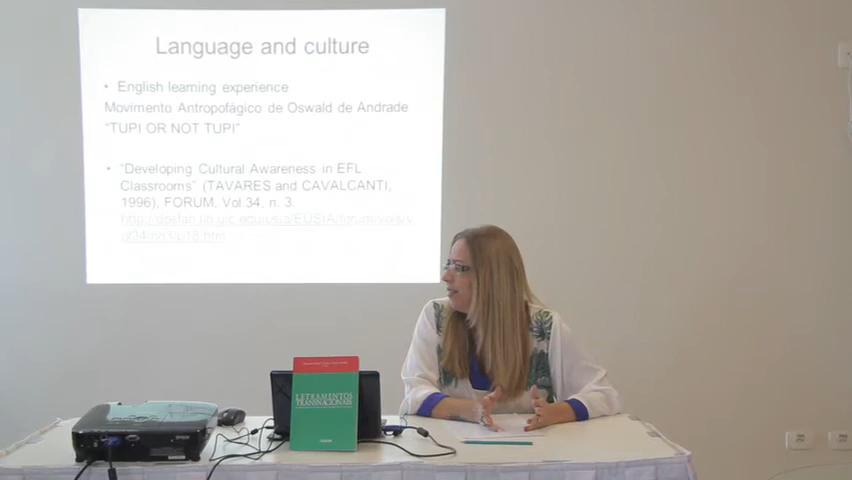 Language and culture
• English learning experience
Movimento Antropofágico de Oswald de Andrade
"TUPI OR NOT TUPI"
• "Developing Cultural Awareness in EFL
Classrooms" (TAVARES and CAVALCANTI,
1996), FORUM, Vol.34, n. 3.
LETRAMENTOS
TRANSNACIONAIS
EPSON